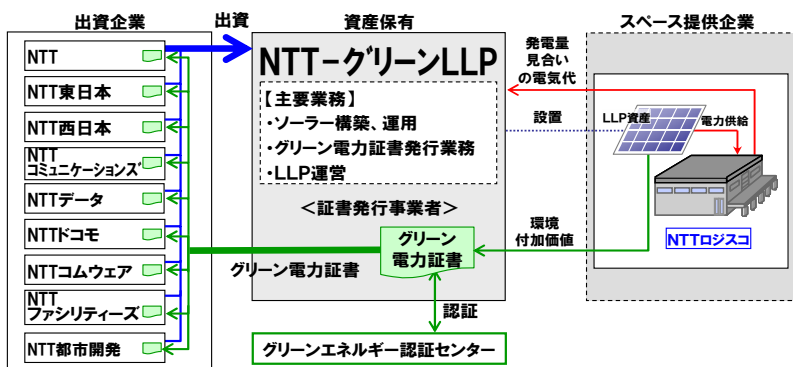 出資企業
NTT
NTT東日本
NTT西日本
NTT
コミュニケーションズ
NTTデータ
NTTドコモ
NTTコムウェア
NTT
ファシリティーズ
NTT都市開発
出資
グリーン電力証書
資産保有
NTT－グリーンLLP
【主要業務】
・ソーラー構築、運用
・グリーン電力証書発行業務
・LLP運営
＜証書発行事業者＞
グリーン
電力証書
認証
グリーンエネルギー認証センター
発電量
見合い
の電気代
設置
環境
付加価値
スペース提供企業
LLP資産
電力供給
NTTロジスコ